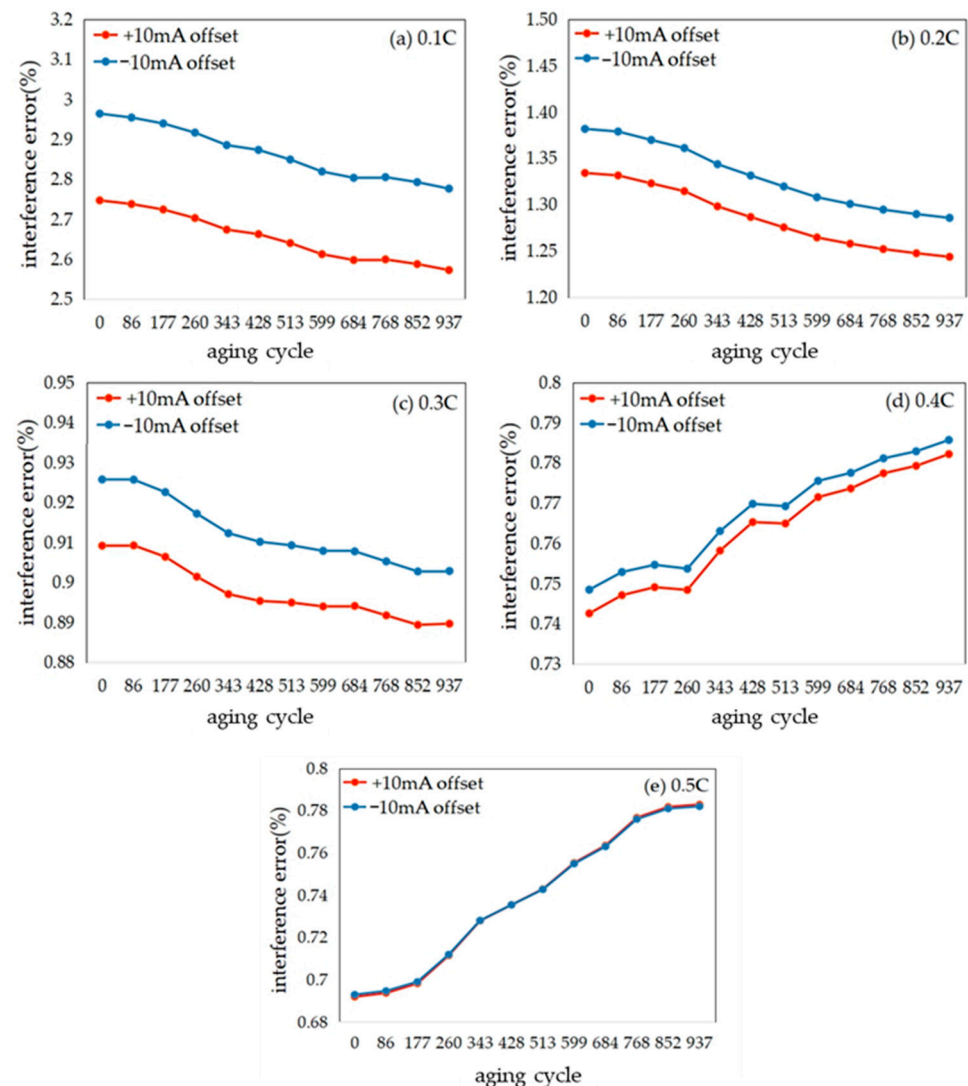 3.2
3.1
3
2.9
2.8
2.7
2.6
2.5
interference error(%)
+10mA offset
−10mA offset
(a) 0.1C
0 86 177 260 343 428 513 599 684 768 852 937
aging cycle
1.50
1.45
1.40
1.35
1.30
1.25
1.20
interference error(%)
+10mA offset
−10mA offset
(b) 0.2C
0 86 177 260 343 428 513 599 684 768 852 937
aging cycle
0.95
0.94
0.93
0.92
0.91
0.9
0.89
0.88
interference error(%)
+10mA offset
−10mA offset
(c) 0.3C
0 86 177 260 343 428 513 599 684 768 852 937
aging cycle
0.8
0.79
0.78
0.77
0.76
0.75
0.74
0.73
interference error(%)
+10mA offset
−10mA offset
(d) 0.4C
0 86 177 260 343 428 513 599 684 768 852 937
aging cycle
0.8
0.78
0.76
0.74
0.72
0.7
0.68
interference error(%)
+10mA offset
−10mA offset
(e) 0.5C
0 86 177 260 343 428 513 599 684 768 852 937
aging cycle